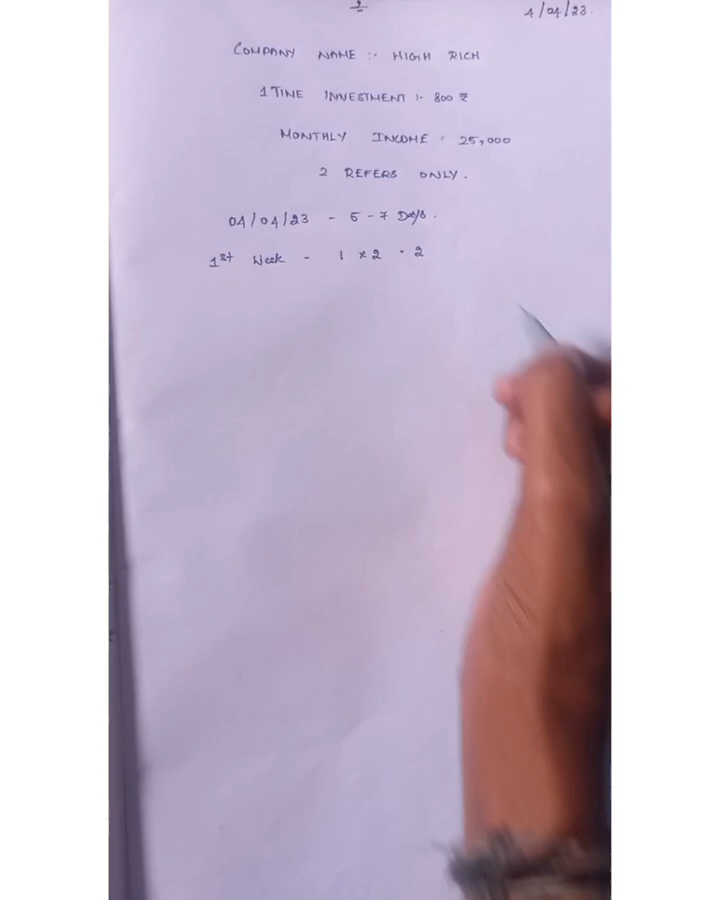 4/04/23.
COMPANY NAME :- HIGH RICH
1 TIME INVESTMENT :- 800 ₹
MONTHLY INCOME = 25,000
2 REFERS ONLY.
04/04/23 - 5-7 Days.
1st Week - 1 × 2 = 2